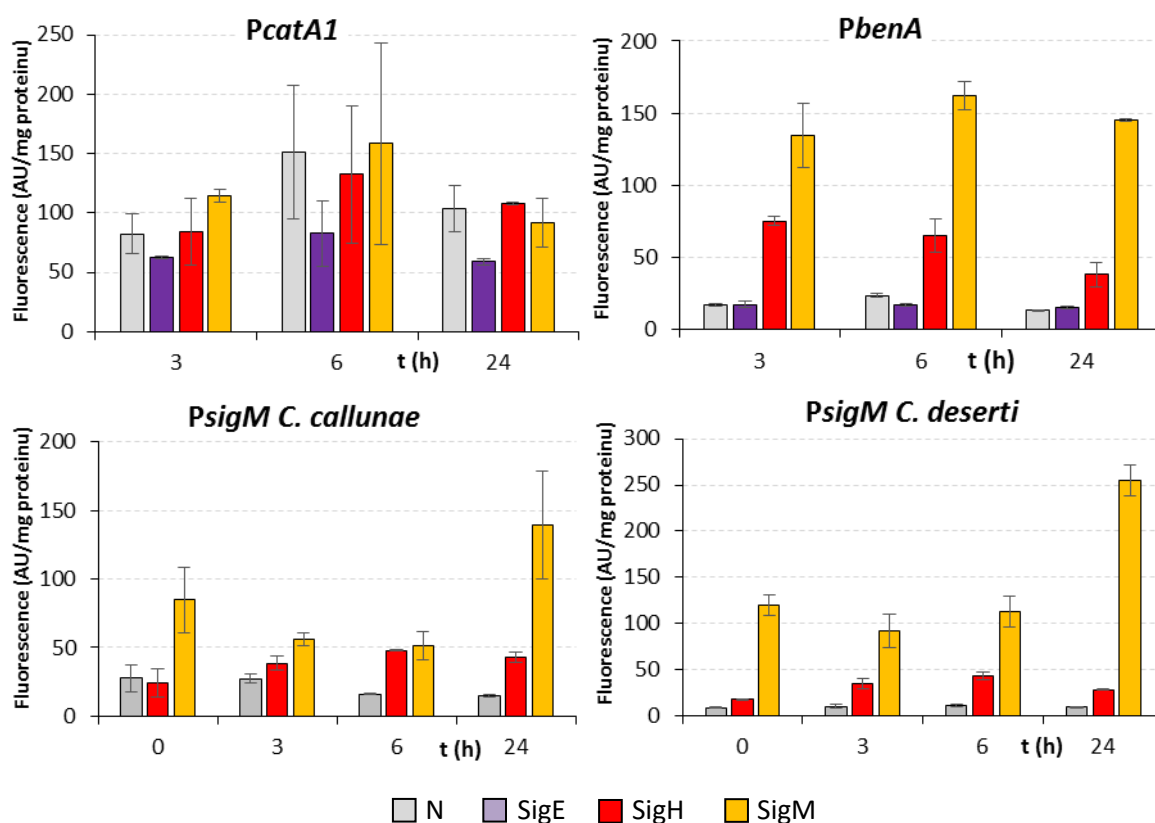 PcatA1
Fluorescence (AU/mg proteinu)
250
200
150
100
50
0
3
6
t (h)
24
PbenA
Fluorescence (AU/mg proteinu)
200
150
100
50
0
3
6
t (h)
24
PsigM C. callunae
Fluorescence (AU/mg proteinu)
200
150
100
50
0
0
3
6
t (h)
24
PsigM C. deserti
Fluorescence (AU/mg proteinu)
300
250
200
150
100
50
0
0
3
6
t (h)
24
N SigE SigH SigM